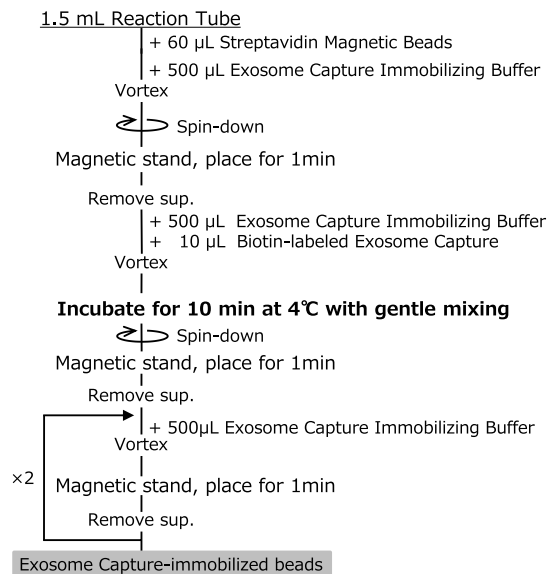 1.5 mL Reaction Tube
+ 60 µL Streptavidin Magnetic Beads
+ 500 µL Exosome Capture Immobilizing Buffer
Vortex
Spin-down
Magnetic stand, place for 1min
Remove sup.
+ 500 µL Exosome Capture Immobilizing Buffer
+ 10 µL Biotin-labeled Exosome Capture
Vortex
Incubate for 10 min at 4℃ with gentle mixing
Spin-down
Magnetic stand, place for 1min
Remove sup.
+ 500µL Exosome Capture Immobilizing Buffer
Vortex
×2
Magnetic stand, place for 1min
Remove sup.
Exosome Capture-immobilized beads